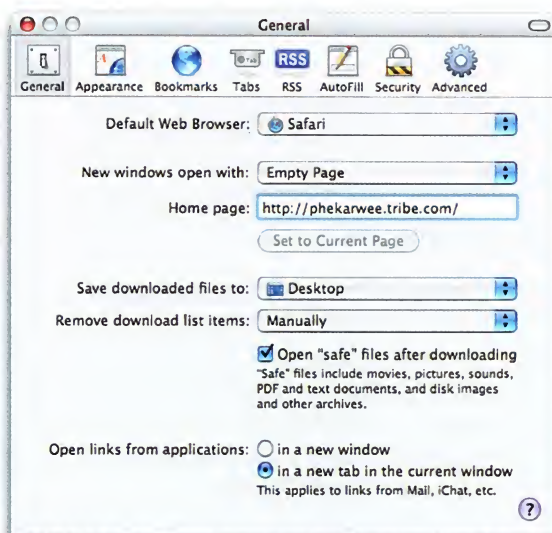 General
General Appearance Bookmarks Tabs RSS AutoFill Security Advanced
Default Web Browser: Safari
New windows open with: Empty Page
Home page: http://phekarwee.tribe.com/
Set to Current Page
Save downloaded files to: Desktop
Remove download list items: Manually
Open "safe" files after downloading
"Safe" files include movies, pictures, sounds,
PDF and text documents, and disk images
and other archives.
Open links from applications: in a new window
in a new tab in the current window
This applies to links from Mail, iChat, etc.
?